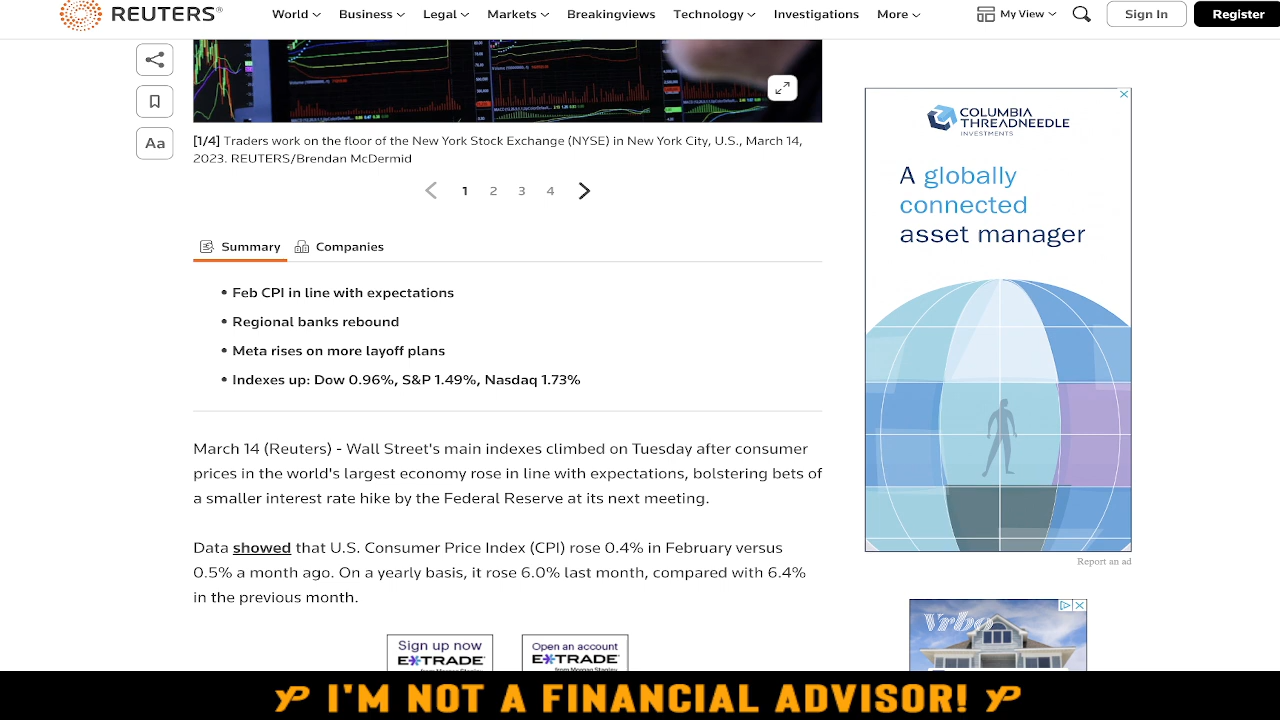 REUTERS®
World Business Legal Markets Breakingviews Technology Investigations More My View Sign In Register
Aa
[1/4] Traders work on the floor of the New York Stock Exchange (NYSE) in New York City, U.S., March 14,
2023. REUTERS/Brendan McDermid
1 2 3 4
Summary Companies
• Feb CPI in line with expectations
• Regional banks rebound
• Meta rises on more layoff plans
• Indexes up: Dow 0.96%, S&P 1.49%, Nasdaq 1.73%
March 14 (Reuters) - Wall Street's main indexes climbed on Tuesday after consumer
prices in the world's largest economy rose in line with expectations, bolstering bets of
a smaller interest rate hike by the Federal Reserve at its next meeting.
Data showed that U.S. Consumer Price Index (CPI) rose 0.4% in February versus
0.5% a month ago. On a yearly basis, it rose 6.0% last month, compared with 6.4%
in the previous month.
Sign up now
E*TRADE
from Morgan Stanley
Open an account
E*TRADE
from Morgan Stanley
COLUMBIA
THREADNEEDLE
INVESTMENTS
A globally
connected
asset manager
Report an ad
Vrbo
I'M NOT A FINANCIAL ADVISOR!